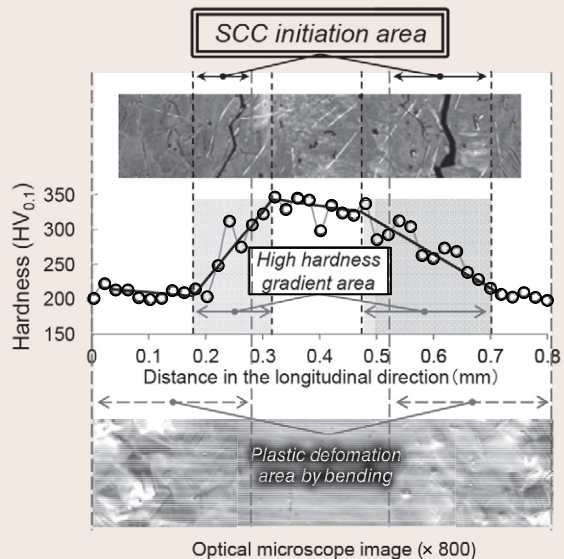 SCC initiation area
350
300
250
200
150
Hardness (HV0.1)
High hardness
gradient area
0
0.1
0.2
0.3
0.4
0.5
0.6
0.7
0.8
Distance in the longitudinal direction（mm）
Plastic defomation
area by bending
Optical microscope image (× 800)